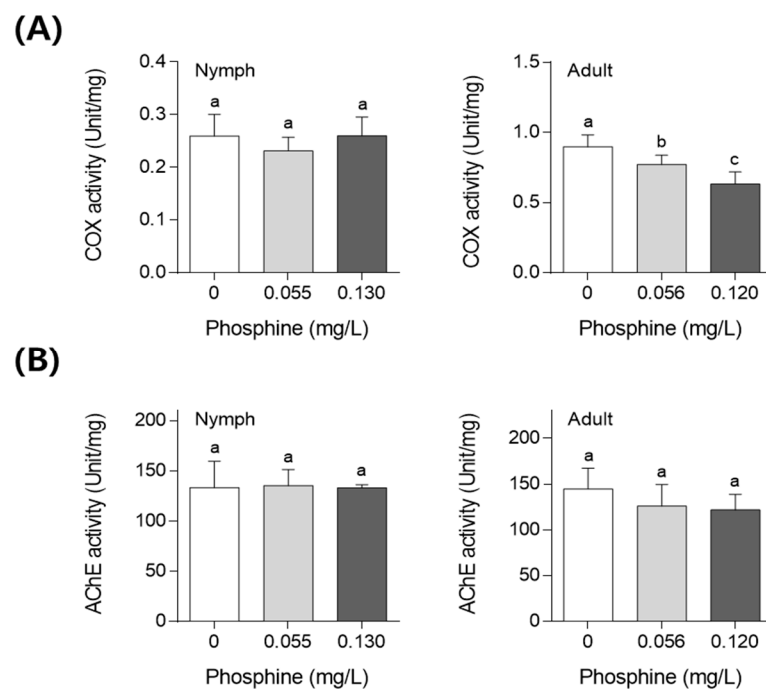 (A)
Nymph
COX activity (Unit/mg)
0.4
0.3
0.2
0.1
0.0
a
a
a
0
0.055
0.130
Phosphine (mg/L)
Adult
COX activity (Unit/mg)
1.5
1.0
0.5
0.0
a
b
c
0
0.056
0.120
Phosphine (mg/L)
(B)
Nymph
AChE activity (Unit/mg)
200
150
100
50
0
a
a
a
0
0.055
0.130
Phosphine (mg/L)
Adult
AChE activity (Unit/mg)
200
150
100
50
0
a
a
a
0
0.056
0.120
Phosphine (mg/L)